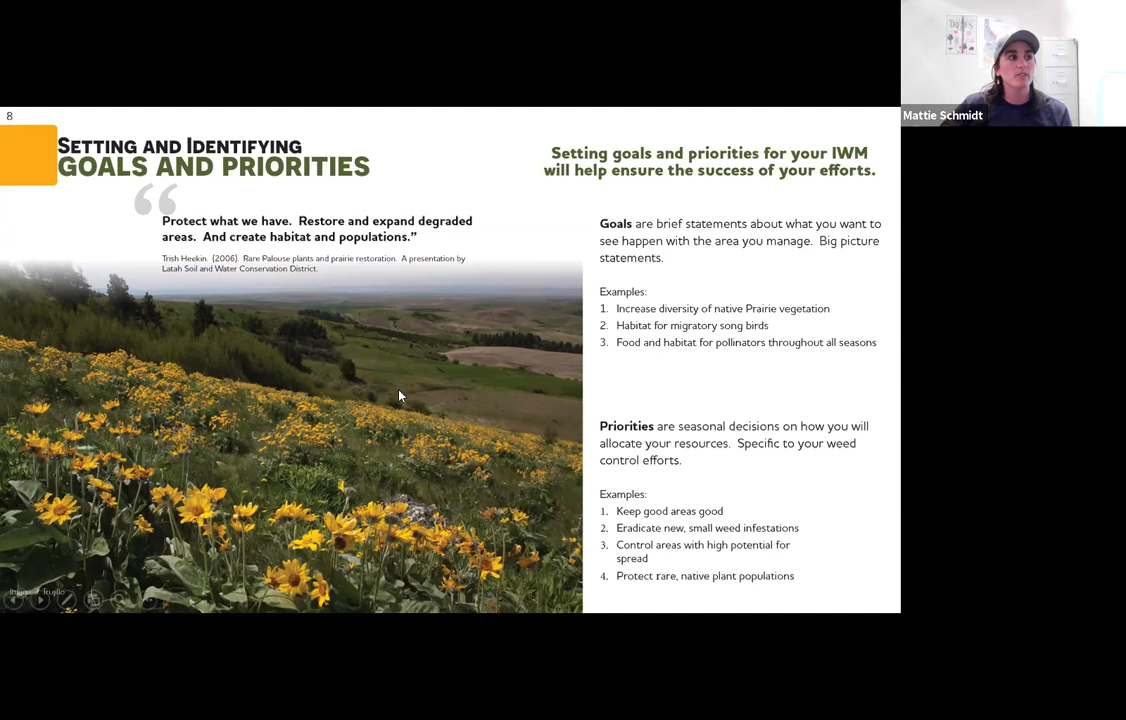 8
SETTING AND IDENTIFYING
GOALS AND PRIORITIES
“
Protect what we have.  Restore and expand degraded
areas.  And create habitat and populations.”
Trish Heekin.  (2006).  Rare Palouse plants and prairie restoration.  A presentation by
Latah Soil and Water Conservation District.
Setting goals and priorities for your IWM
will help ensure the success of your efforts.
Goals are brief statements about what you want to
see happen with the area you manage.  Big picture
statements.
Examples:
1. Increase diversity of native Prairie vegetation
2. Habitat for migratory song birds
3. Food and habitat for pollinators throughout all seasons
Priorities are seasonal decisions on how you will
allocate your resources.  Specific to your weed
control efforts.
Examples:
1. Keep good areas good
2. Eradicate new, small weed infestations
3. Control areas with high potential for
spread
4. Protect rare, native plant populations
Trujillo
TREES
Mattie Schmidt